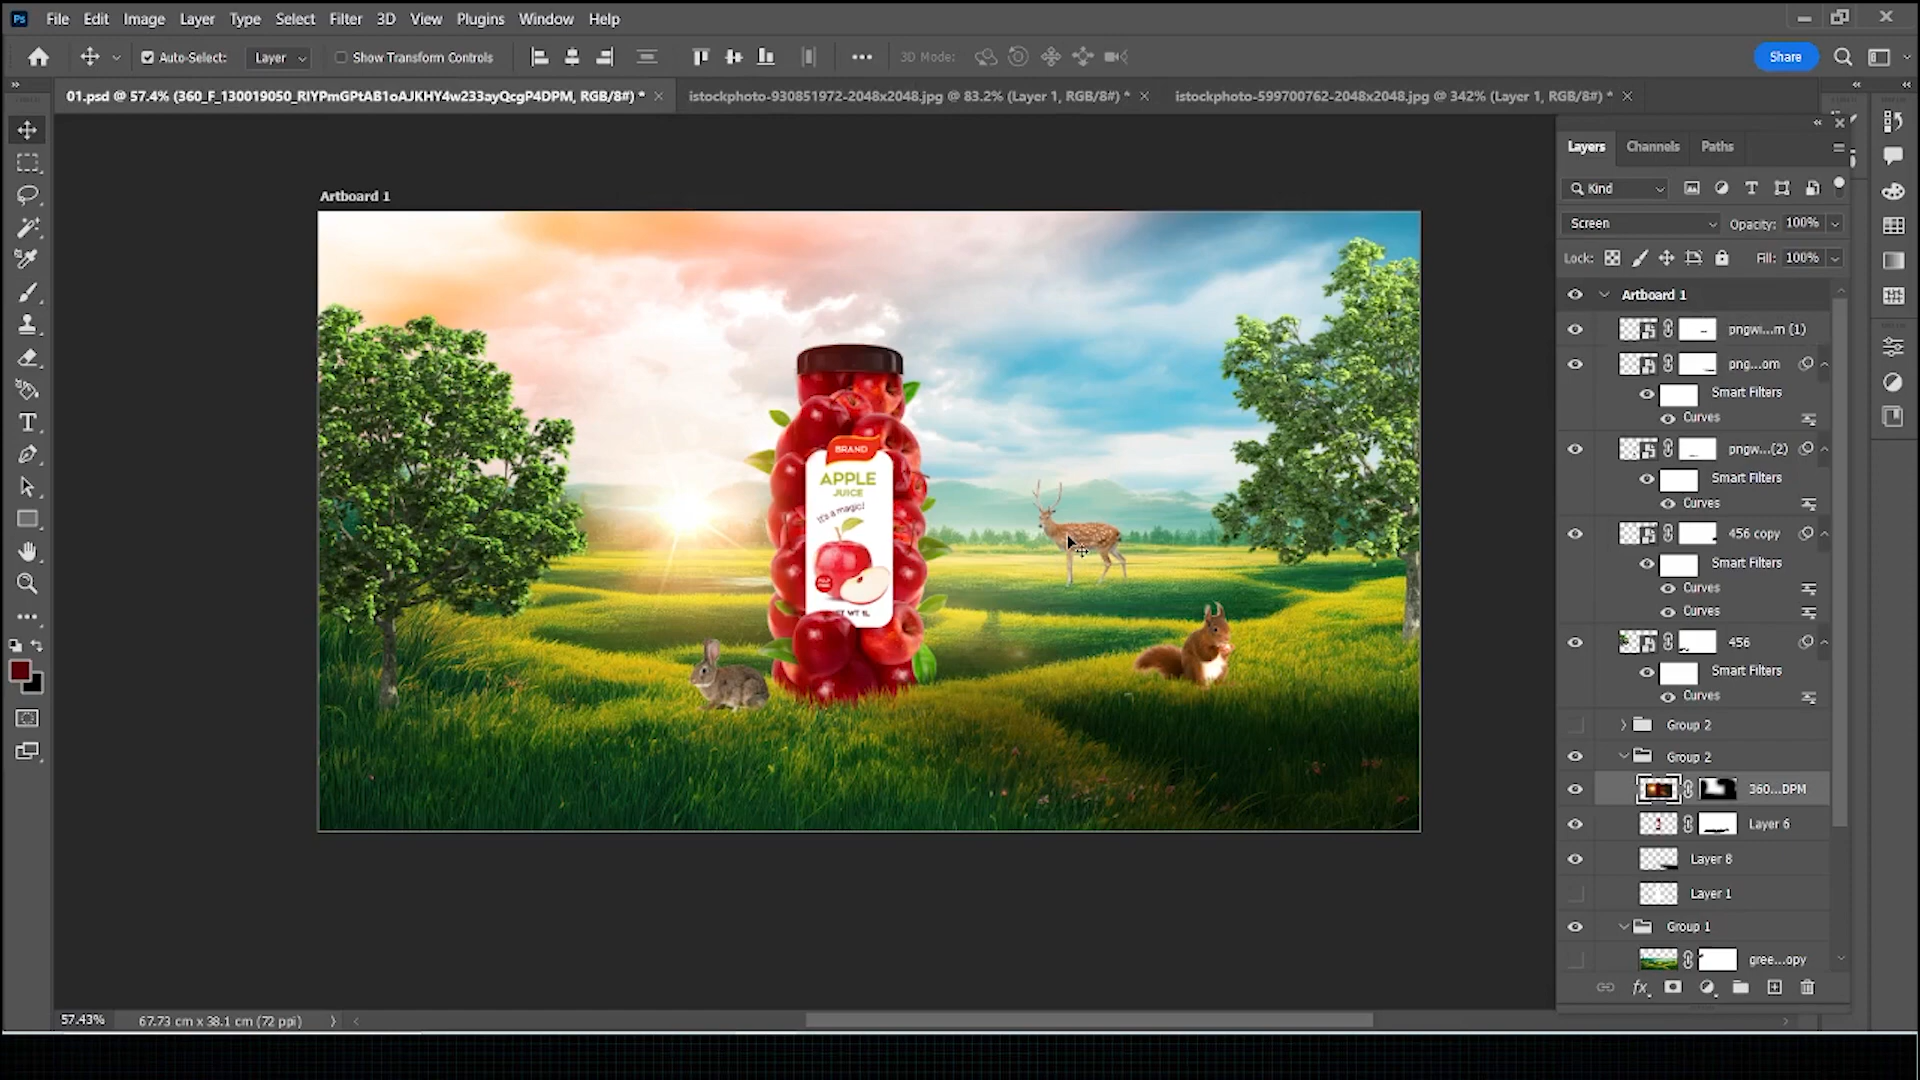 Ps File Edit Image Layer Type Select Filter 3D View Plugins Window Help
Auto-Select: Layer Show Transform Controls 3D Mode: Share
01.psd @ 57.4% (360_F_130019050_RIYPmGPtAB1oAJKHY4w233ayQcgP4DPM, RGB/8#) *
istockphoto-930851972-2048x2048.jpg @ 83.2% (Layer 1, RGB/8#) *
istockphoto-599700762-2048x2048.jpg @ 342% (Layer 1, RGB/8#) *
Artboard 1
BRAND
APPLE
JUICE
It's a magic!
WT 1L
Layers Channels Paths
Kind
Screen Opacity: 100%
Lock: Fill: 100%
Artboard 1
pngwi...m (1)
png...om
Smart Filters
Curves
pngw...(2)
Smart Filters
Curves
456 copy
Smart Filters
Curves
Curves
456
Smart Filters
Curves
Group 2
Group 2
360...DPM
Layer 6
Layer 8
Layer 1
Group 1
gree...opy
fx
57.43% 67.73 cm x 38.1 cm (72 ppi)